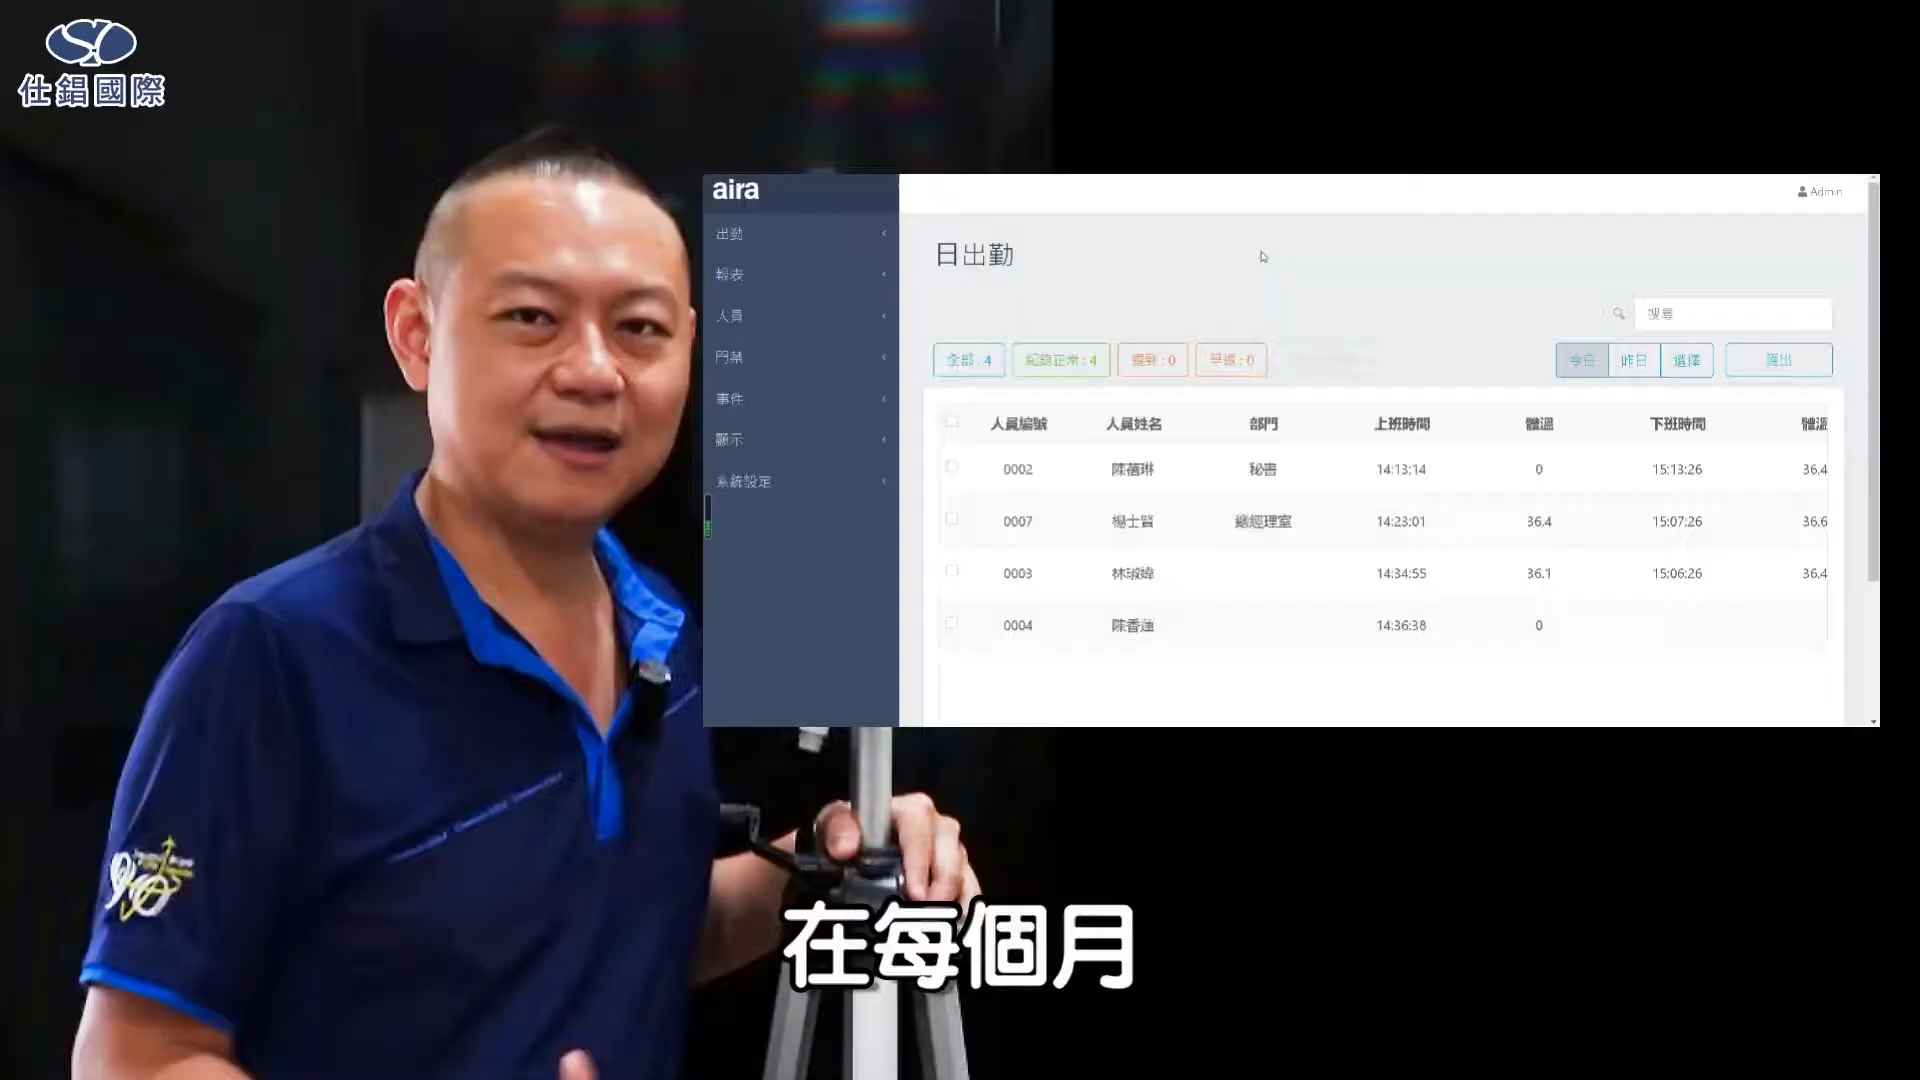 仕錩國際
aira
Admin
出勤
報表
人員
門禁
事件
顯示
系統設定
日出勤
搜尋
全部 : 4
紀錄正常 : 4
遲到 : 0
早退 : 0
今日
昨日
選擇
匯出
人員編號 人員姓名 部門 上班時間 體溫 下班時間 體溫
0002 陳蓓琳 秘書 14:13:14 0 15:13:26 36.4
0007 楊士賢 總經理室 14:23:01 36.4 15:07:26 36.6
0003 林淑媁 14:34:55 36.1 15:06:26 36.4
0004 陳香蓮 14:36:38 0
在每個月